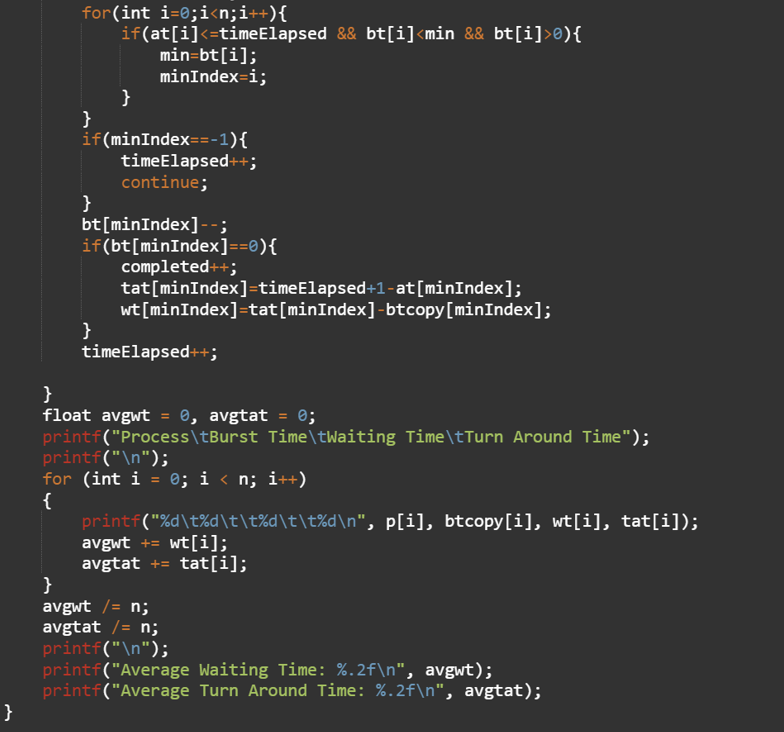 for(int i=0;i<n;i++){
if(at[i]<=timeElapsed && bt[i]<min && bt[i]>0){
min=bt[i];
minIndex=i;
}
}
if(minIndex==-1){
timeElapsed++;
continue;
}
bt[minIndex]--;
if(bt[minIndex]==0){
completed++;
tat[minIndex]=timeElapsed+1-at[minIndex];
wt[minIndex]=tat[minIndex]-btcopy[minIndex];
}
timeElapsed++;
}
float avgwt = 0, avgtat = 0;
printf("Process\tBurst Time\tWaiting Time\tTurn Around Time");
printf("\n");
for (int i = 0; i < n; i++)
{
printf("%d\t%d\t\t%d\t\t%d\n", p[i], btcopy[i], wt[i], tat[i]);
avgwt += wt[i];
avgtat += tat[i];
}
avgwt /= n;
avgtat /= n;
printf("\n");
printf("Average Waiting Time: %.2f\n", avgwt);
printf("Average Turn Around Time: %.2f\n", avgtat);
}